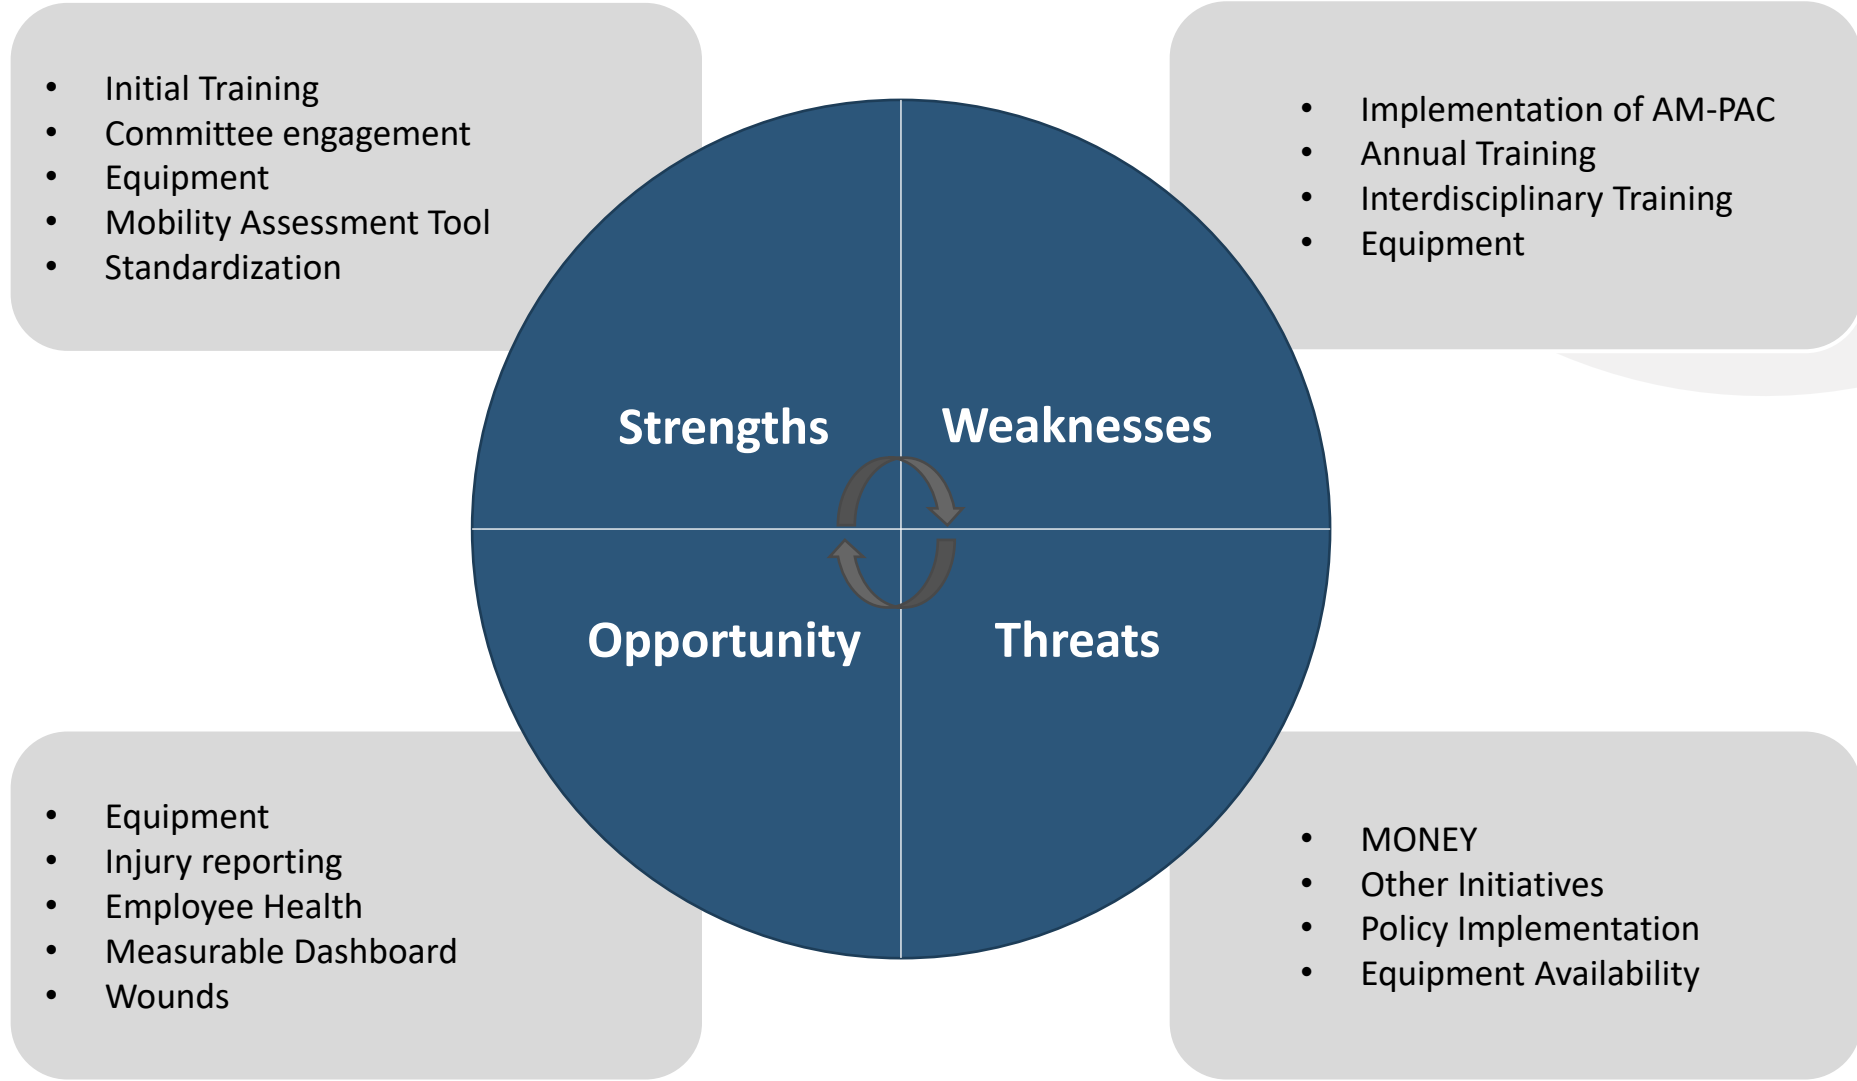 • Initial Training
• Committee engagement
• Equipment
• Mobility Assessment Tool
• Standardization
• Implementation of AM-PAC
• Annual Training
• Interdisciplinary Training
• Equipment
Strengths
Weaknesses
Opportunity
Threats
• Equipment
• Injury reporting
• Employee Health
• Measurable Dashboard
• Wounds
• MONEY
• Other Initiatives
• Policy Implementation
• Equipment Availability